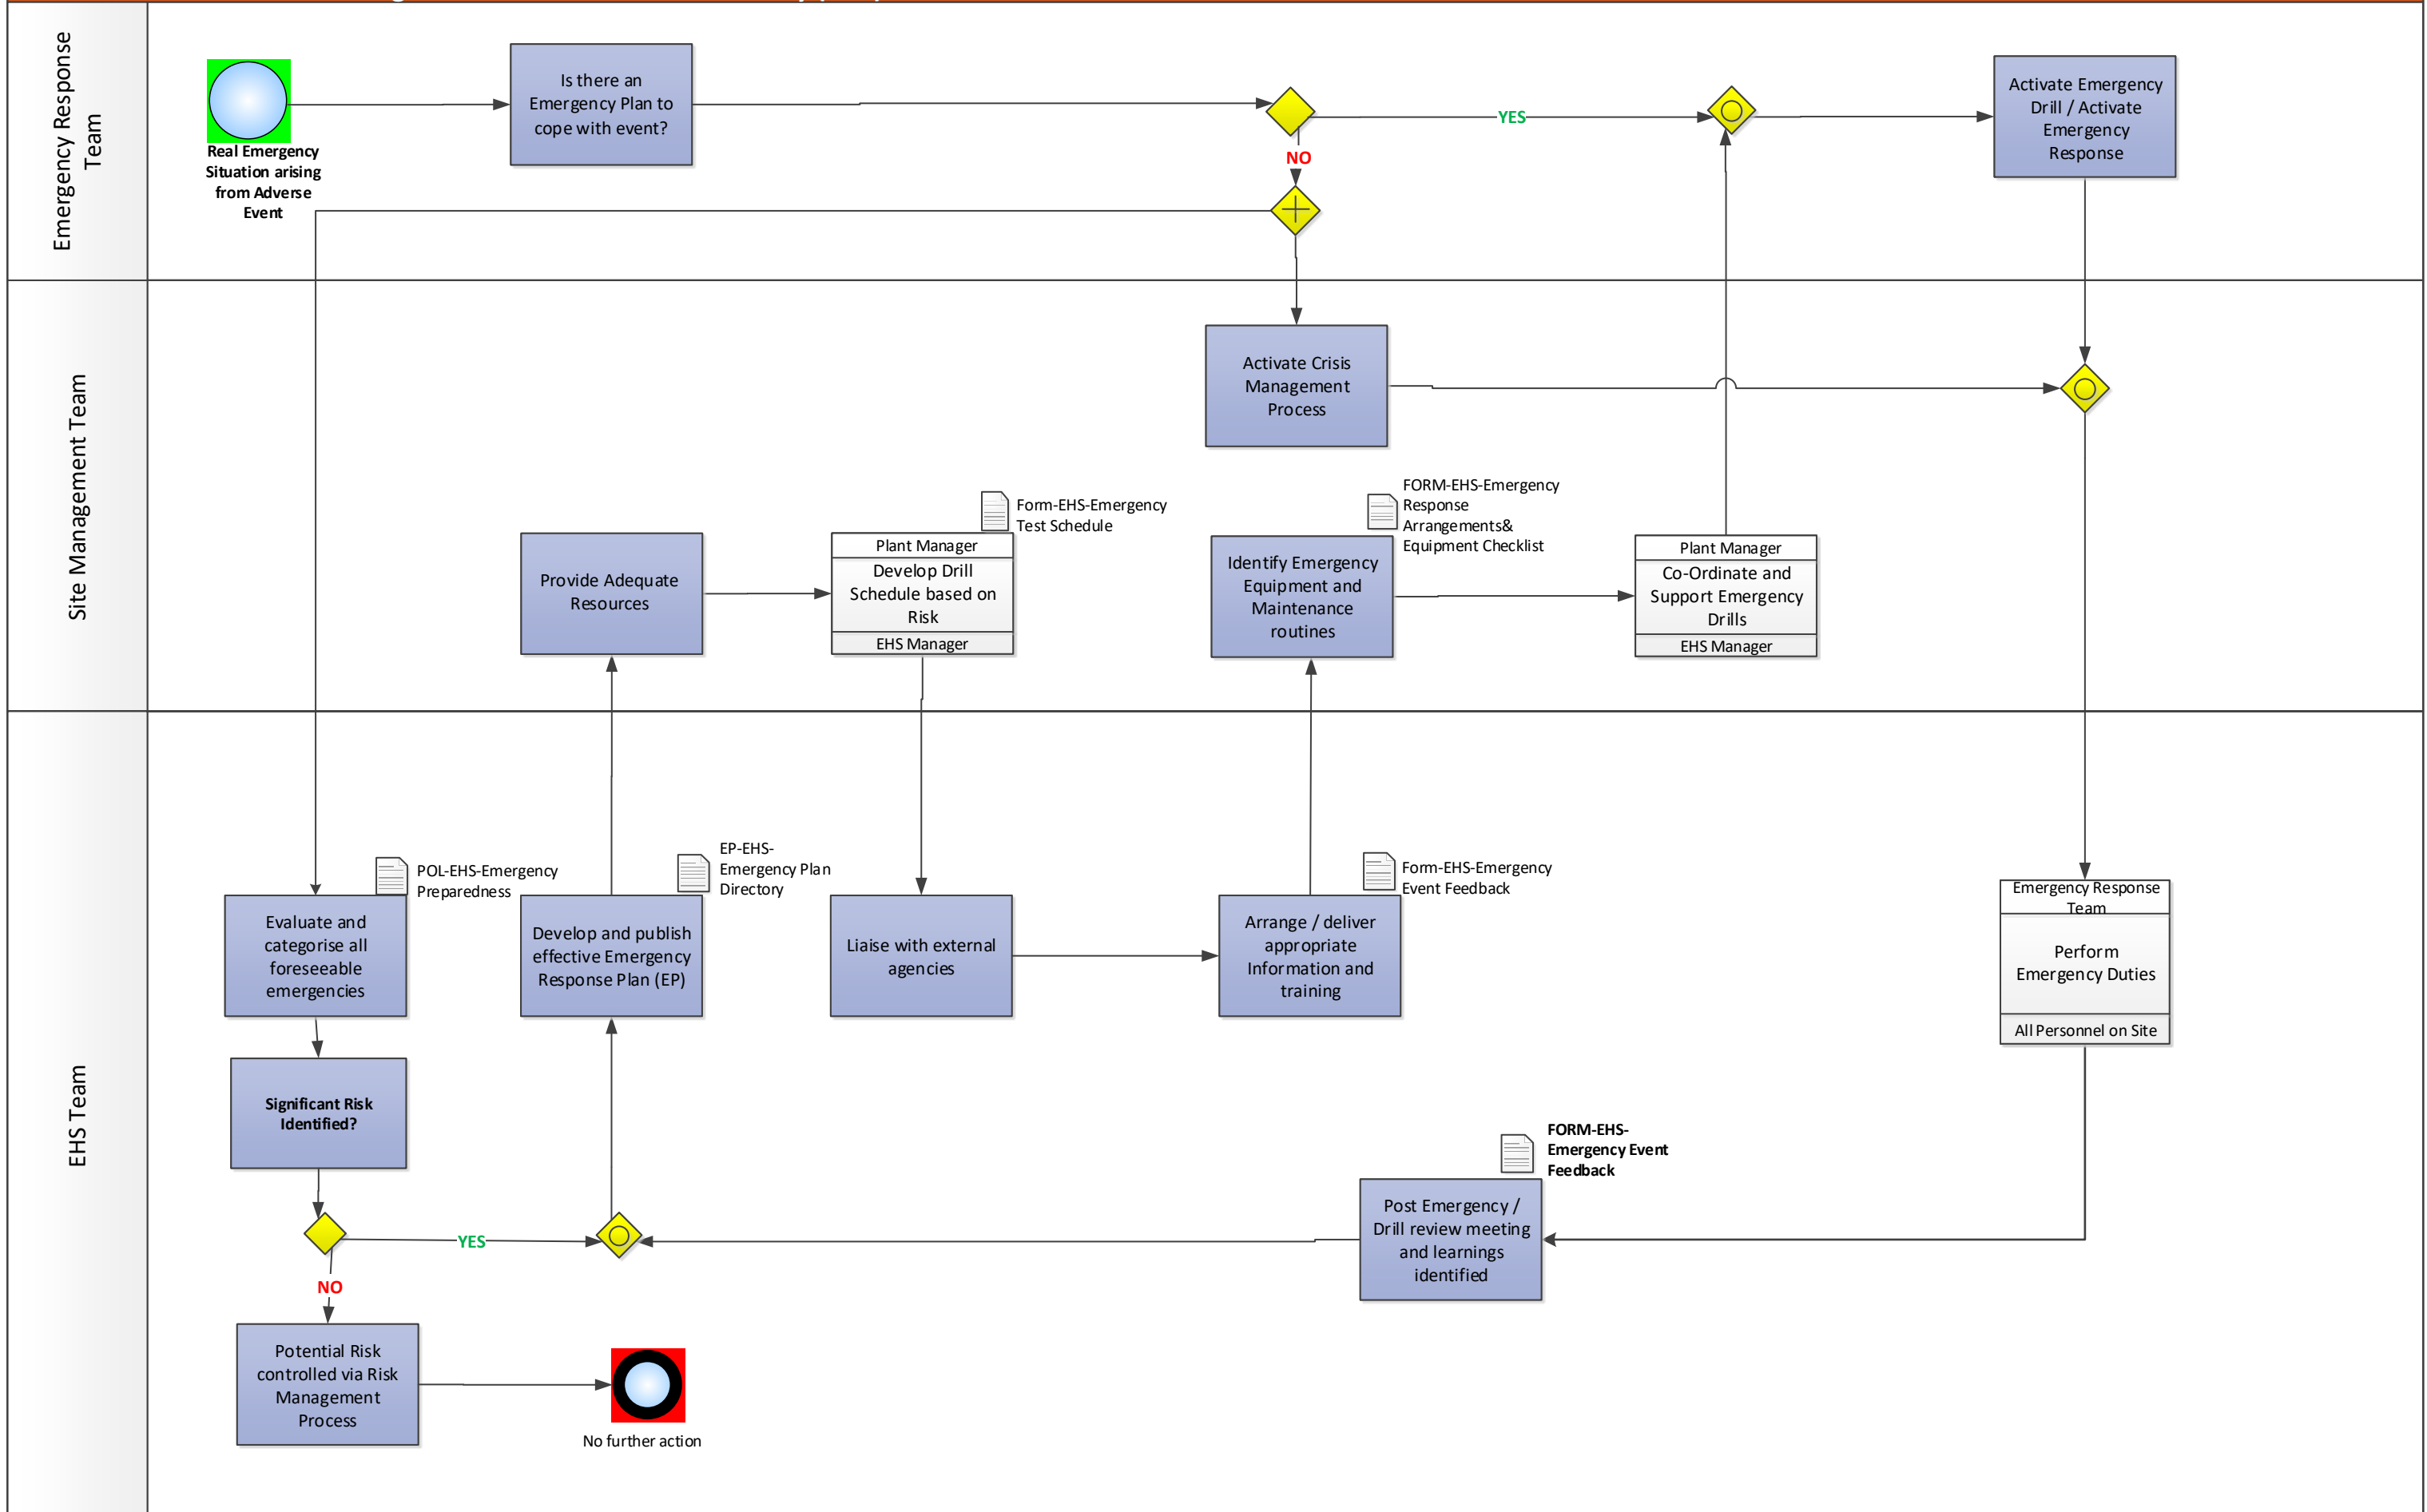 Emergency Response
Team
Real Emergency
Situation arising
from Adverse
Event
Is there an
Emergency Plan to
cope with event?
YES
NO
Activate Emergency
Drill / Activate
Emergency
Response
Site Management Team
Activate Crisis
Management
Process
Provide Adequate
Resources
Form-EHS-Emergency
Test Schedule
Plant Manager
Develop Drill
Schedule based on
Risk
EHS Manager
FORM-EHS-Emergency
Response
Arrangements&
Equipment Checklist
Identify Emergency
Equipment and
Maintenance
routines
Plant Manager
Co-Ordinate and
Support Emergency
Drills
EHS Manager
EHS Team
POL-EHS-Emergency
Preparedness
Evaluate and
categorise all
foreseeable
emergencies
EP-EHS-
Emergency Plan
Directory
Develop and publish
effective Emergency
Response Plan (EP)
Liaise with external
agencies
Form-EHS-Emergency
Event Feedback
Arrange / deliver
appropriate
Information and
training
Emergency Response
Team
Perform
Emergency Duties
All Personnel on Site
Significant Risk
Identified?
YES
NO
FORM-EHS-
Emergency Event
Feedback
Post Emergency /
Drill review meeting
and learnings
identified
Potential Risk
controlled via Risk
Management
Process
No further action